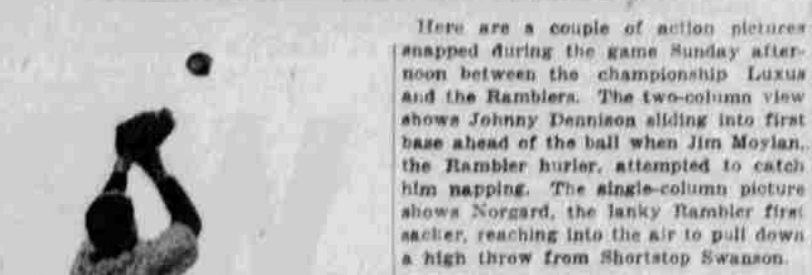 Here are a couple of action pictures
snapped during the game Sunday after-
noon between the championship Luxus
and the Ramblers. The two-column view
shows Johnny Dennison sliding into first
base ahead of the ball when Jim Moylan,
the Rambler hurler, attempted to catch
him napping. The single-column picture
shows Norgard, the lanky Rambler first
sacker, reaching into the air to pull down
a high throw from Shortstop Swanson.